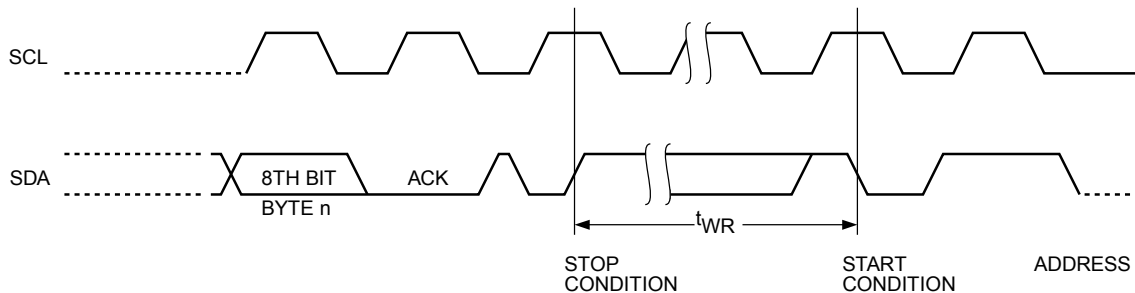 SCL
SDA
8TH BIT
BYTE n
ACK
tWR
STOP
CONDITION
START
CONDITION
ADDRESS